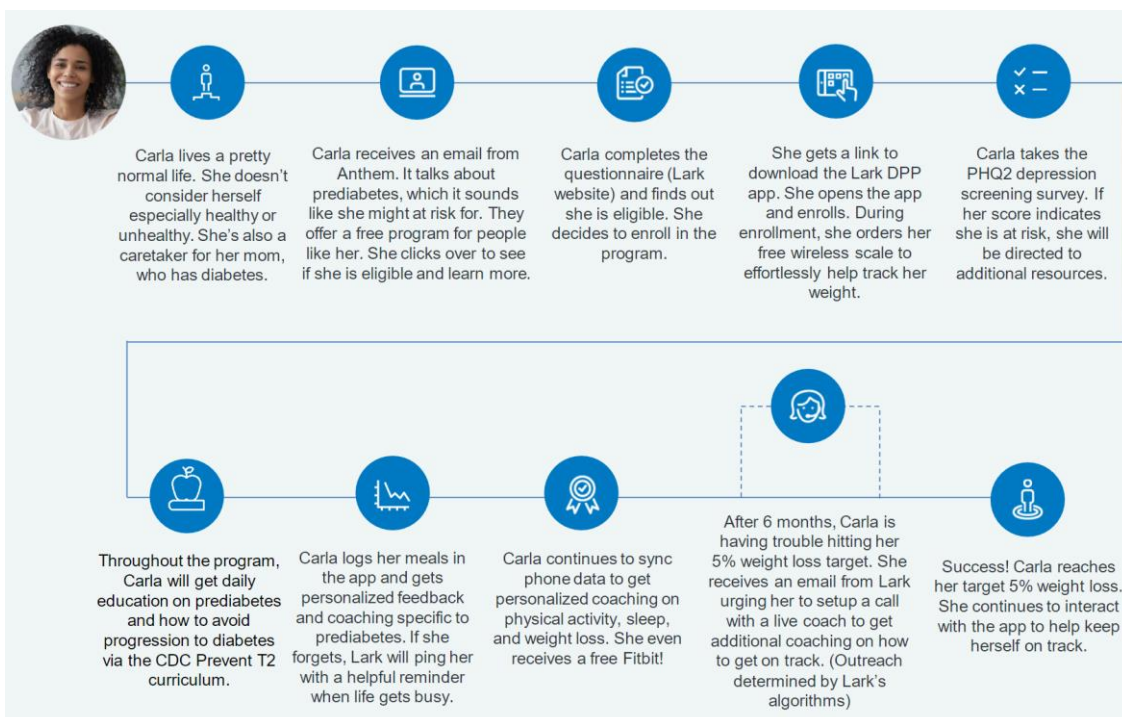 Carla lives a pretty
normal life. She doesn't
consider herself
especially healthy or
unhealthy. She's also a
caretaker for her mom,
who has diabetes.
Carla receives an email from
Anthem. It talks about
prediabetes, which it sounds
like she might at risk for. They
offer a free program for people
like her. She clicks over to see
if she is eligible and learn more.
Carla completes the
questionnaire (Lark
website) and finds out
she is eligible. She
decides to enroll in the
program.
She gets a link to
download the Lark DPP
app. She opens the app
and enrolls. During
enrollment, she orders her
free wireless scale to
effortlessly help track her
weight.
Carla takes the
PHQ2 depression
screening survey. If
her score indicates
she is at risk, she will
be directed to
additional resources.
Throughout the program,
Carla will get daily
education on prediabetes
and how to avoid
progression to diabetes
via the CDC Prevent T2
curriculum.
Carla logs her meals in
the app and gets
personalized feedback
and coaching specific to
prediabetes. If she
forgets, Lark will ping her
with a helpful reminder
when life gets busy.
Carla continues to sync
phone data to get
personalized coaching on
physical activity, sleep,
and weight loss. She even
receives a free Fitbit!
After 6 months, Carla is
having trouble hitting her
5% weight loss target. She
receives an email from Lark
urging her to setup a call
with a live coach to get
additional coaching on how
to get on track. (Outreach
determined by Lark's
algorithms)
Success! Carla reaches
her target 5% weight loss.
She continues to interact
with the app to help keep
herself on track.